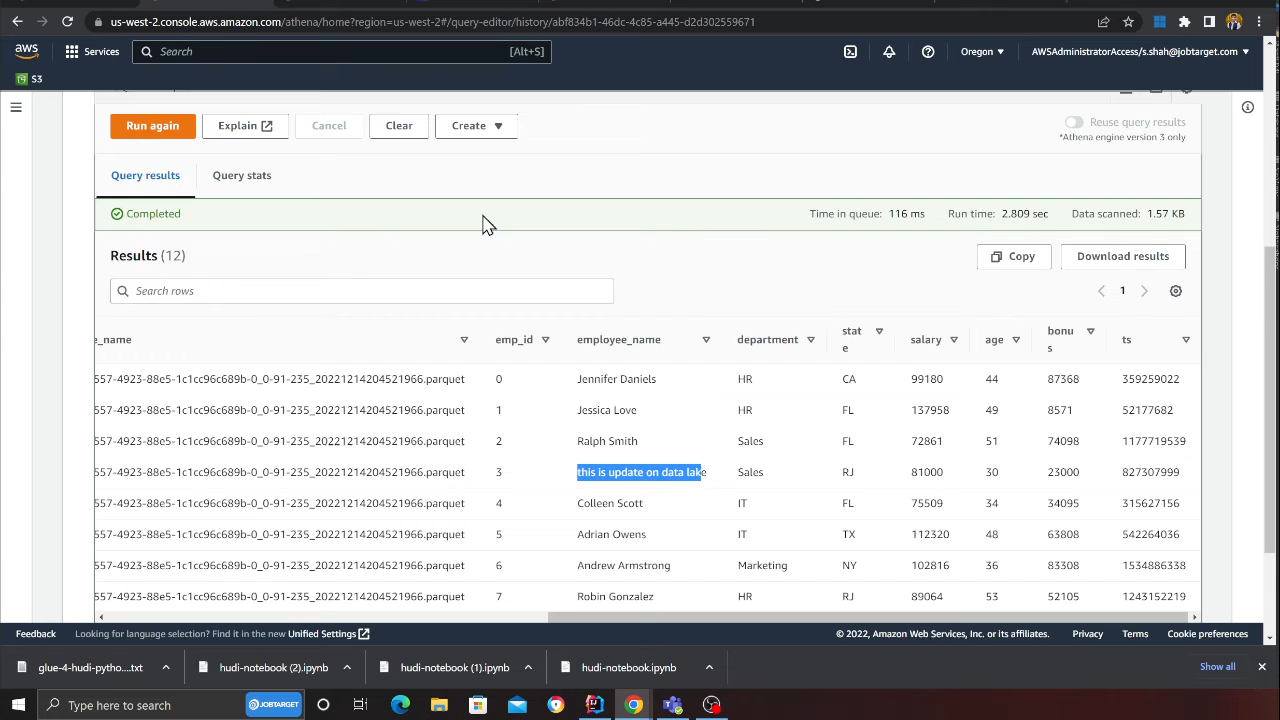 us-west-2.console.aws.amazon.com/athena/home?region=us-west-2#/query-editor/history/abf834b1-46dc-4c85-a445-d2d302559671
aws Services Search [Alt+S] Oregon AWSAdministratorAccess/s.shah@jobtarget.com
S3
Run again Explain Cancel Clear Create Reuse query results
*Athena engine version 3 only
Query results Query stats
Completed Time in queue: 116 ms Run time: 2.809 sec Data scanned: 1.57 KB
Results (12) Copy Download results
Search rows 1
e_name emp_id employee_name department stat salary age bonu ts
e s
557-4923-88e5-1c1cc96c689b-0_0-91-235_20221214204521966.parquet 0 Jennifer Daniels HR CA 99180 44 87368 359259022
557-4923-88e5-1c1cc96c689b-0_0-91-235_20221214204521966.parquet 1 Jessica Love HR FL 137958 49 8571 52177682
557-4923-88e5-1c1cc96c689b-0_0-91-235_20221214204521966.parquet 2 Ralph Smith Sales FL 72861 51 74098 1177719539
557-4923-88e5-1c1cc96c689b-0_0-91-235_20221214204521966.parquet 3 this is update on data lake Sales RJ 81000 30 23000 827307999
557-4923-88e5-1c1cc96c689b-0_0-91-235_20221214204521966.parquet 4 Colleen Scott IT FL 75509 34 34095 315627156
557-4923-88e5-1c1cc96c689b-0_0-91-235_20221214204521966.parquet 5 Adrian Owens IT TX 112320 48 63808 542264036
557-4923-88e5-1c1cc96c689b-0_0-91-235_20221214204521966.parquet 6 Andrew Armstrong Marketing NY 102816 36 83308 1534886338
557-4923-88e5-1c1cc96c689b-0_0-91-235_20221214204521966.parquet 7 Robin Gonzalez HR RJ 89064 53 52105 1243152219
Feedback Looking for language selection? Find it in the new Unified Settings © 2022, Amazon Web Services, Inc. or its affiliates. Privacy Terms Cookie preferences
glue-4-hudi-pytho....txt hudi-notebook (2).ipynb hudi-notebook (1).ipynb hudi-notebook.ipynb Show all
Type here to search JOBTARGET